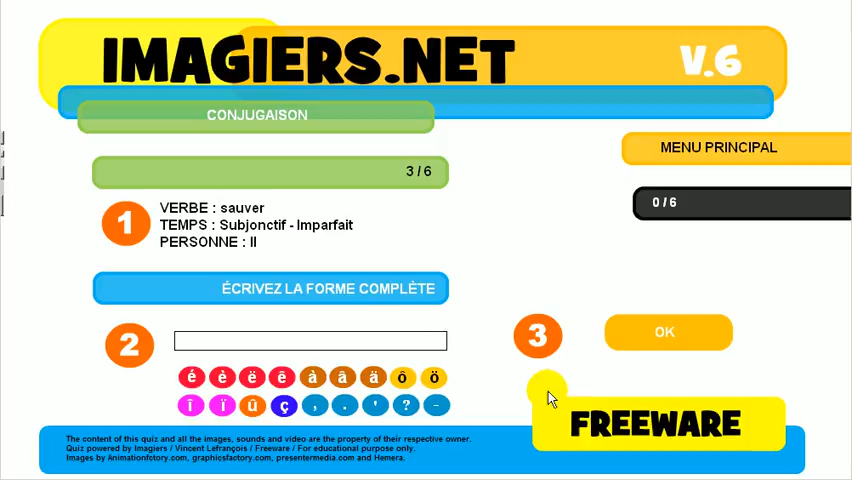 IMAGIERS.NET
V.6
CONJUGAISON
MENU PRINCIPAL
3 / 6
0 / 6
1
VERBE : sauver
TEMPS : Subjonctif - Imparfait
PERSONNE : Il
ÉCRIVEZ LA FORME COMPLÈTE
2
3
OK
é è ë ê à â ä ô ö
î ï û ç , . ' ? -
FREEWARE
The content of this quiz and all the images, sounds and video are the property of their respective owner.
Quiz powered by Imagiers / Vincent Lefrançois / Freeware / For educational purpose only.
Images by Animationfctory.com, graphicsfactory.com, presentermedia.com and Hemera.